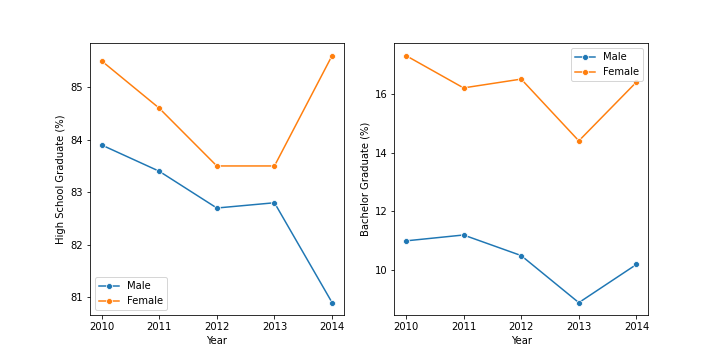 High School Graduate (%)
85
84
83
82
81
Male
Female
2010 2011 2012 2013 2014
Year
Bachelor Graduate (%)
16
14
12
10
Male
Female
2010 2011 2012 2013 2014
Year